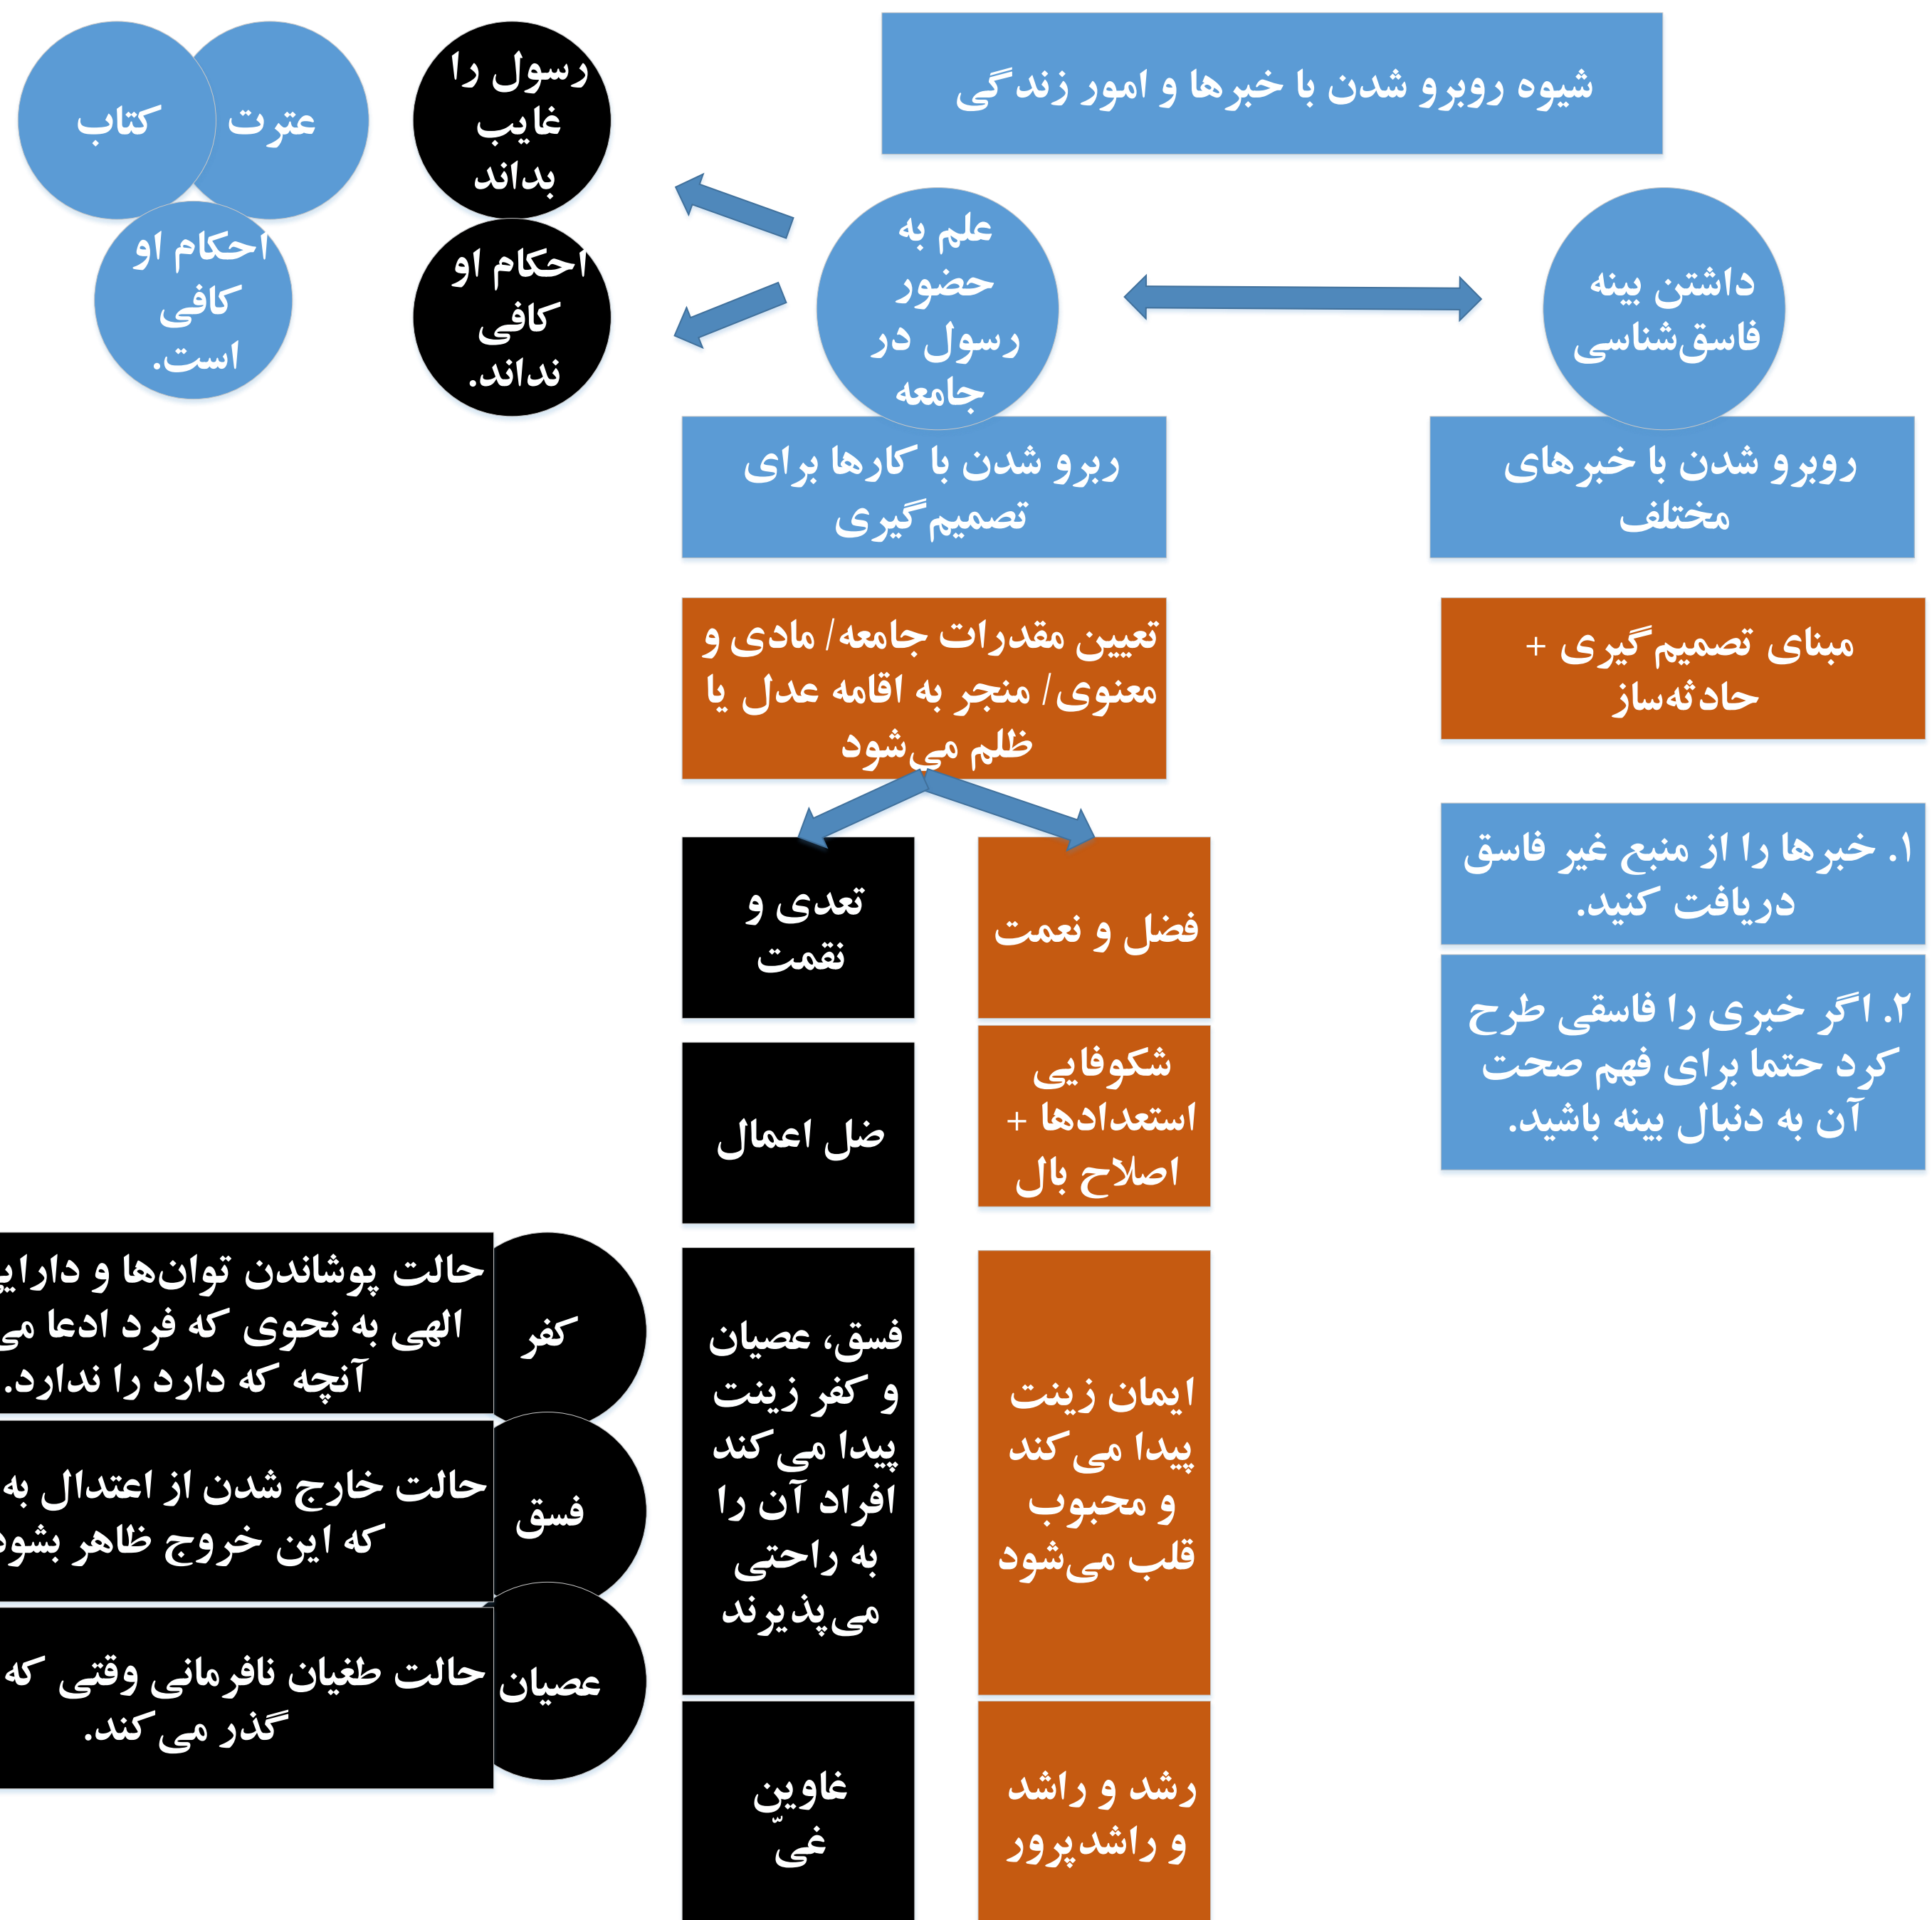 شیوه روبرو شدن با خبرها و امور زندگی
داشتن بینه
فاسق‌شناسی
علم به
حضور
رسول در
جامعه
رسول را
غایب
بداند
احکام او
کافی
نداند.
عترت
کتاب
احکام او
کافی
است.
روبرو شدن با خبرهای
مختلف
ربرو شدن با کارها برای
تصمیم‌گیری
مبنای تصمیم‌گیری +
حادثه‌ساز
تعیین مقدرات جامعه/ مادی و
معنوی/ منجر به اقامه عدل یا
ظلم می‌شود
۱. خبرها را از منبع غیر فاسق
دریافت کنید.
۲. اگر خبری را فاسقی طرح
کرد حتما برای فهم صحت
آن به دنبال بینه باشید.
فضل و نعمت
شکوفایی
استعدادها +
اصلاح بال
ایمان زینت
پیدا می‌کند
و محبوب
قلب می‌شود
رشد و راشد
و راشدپرور
تعدی و
نقمت
ضل اعمال
فسق، عصیان
و کفر زینت
پیدا می‌کند
افراد آن را
به راحتی
می‌پذیرند
غاوین
غیّ
کفر
حالت پوشاندن توان‌ها و
الهی به نحوی که فرد ادعا
آنچه که دارد را ندارد.
فسق
حالت خارج شدن از اعتدال به
که این خروج ظاهر بشود
عصیان
حالت طغیان نافرمانی وقتی که
گذر می‌کند.